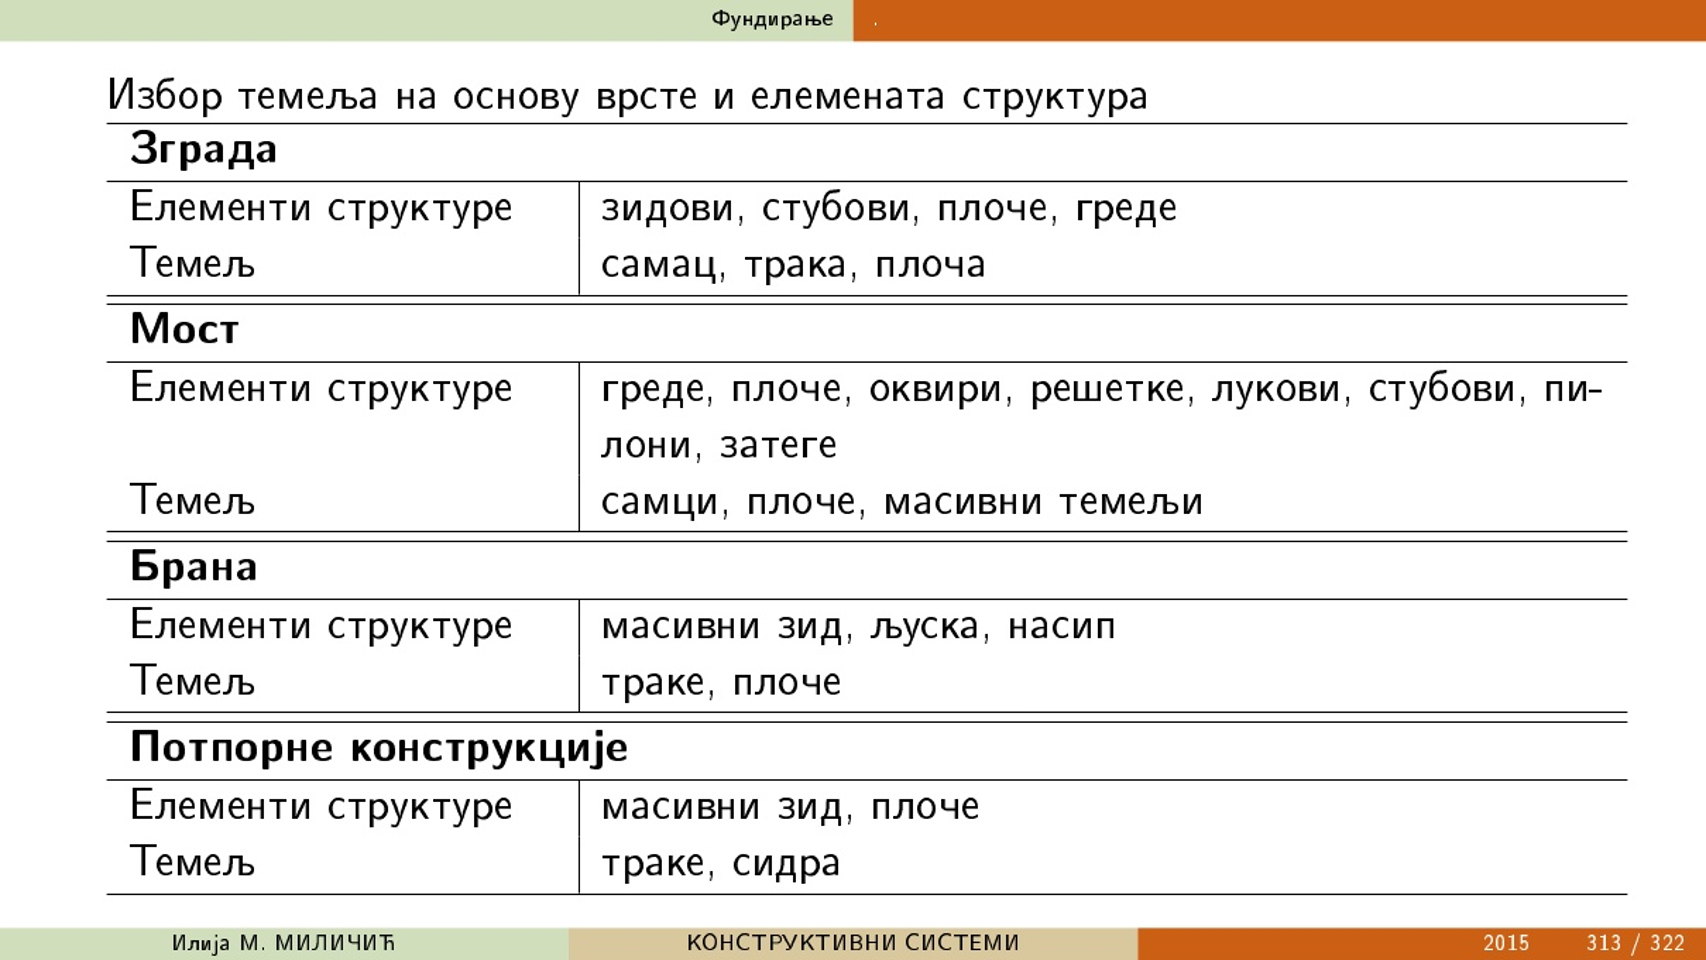 Фундирање .
Избор темеља на основу врсте и елемената структура
Зграда
Елементи структуре зидови, стубови, плоче, греде
Темељ самац, трака, плоча
Мост
Елементи структуре греде, плоче, оквири, решетке, лукови, стубови, пи-
лони, затеге
Темељ самци, плоче, масивни темељи
Брана
Елементи структуре масивни зид, љуска, насип
Темељ траке, плоче
Потпорне конструкције
Елементи структуре масивни зид, плоче
Темељ траке, сидра
Илија М. МИЛИЧИЋ КОНСТРУКТИВНИ СИСТЕМИ 2015 313 / 322